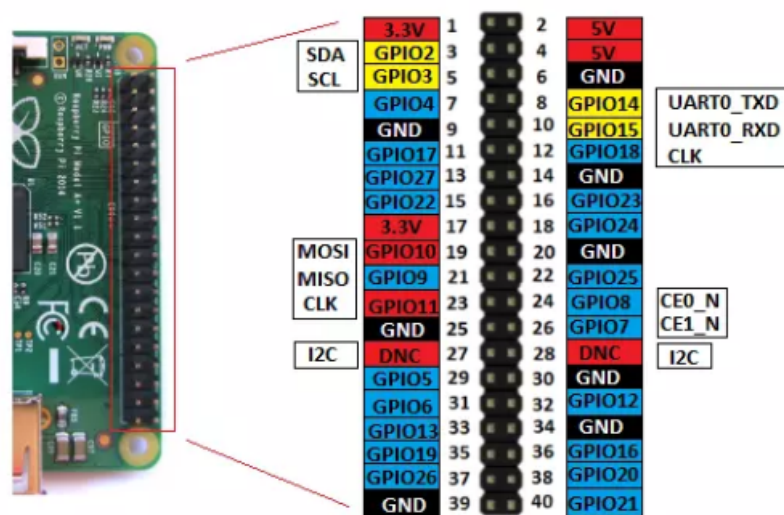 Raspberry Pi Model A+ V1.1
© Raspberry Pi 2014
GPIO
FC CE
Pb
TP1
TP2
3.3V 1 2 5V
SDA GPIO2 3 4 5V
SCL GPIO3 5 6 GND
GPIO4 7 8 GPIO14 UART0_TXD
GND 9 10 GPIO15 UART0_RXD
GPIO17 11 12 GPIO18 CLK
GPIO27 13 14 GND
GPIO22 15 16 GPIO23
3.3V 17 18 GPIO24
MOSI GPIO10 19 20 GND
MISO GPIO9 21 22 GPIO25
CLK GPIO11 23 24 GPIO8 CE0_N
GND 25 26 GPIO7 CE1_N
I2C DNC 27 28 DNC I2C
GPIO5 29 30 GND
GPIO6 31 32 GPIO12
GPIO13 33 34 GND
GPIO19 35 36 GPIO16
GPIO26 37 38 GPIO20
GND 39 40 GPIO21